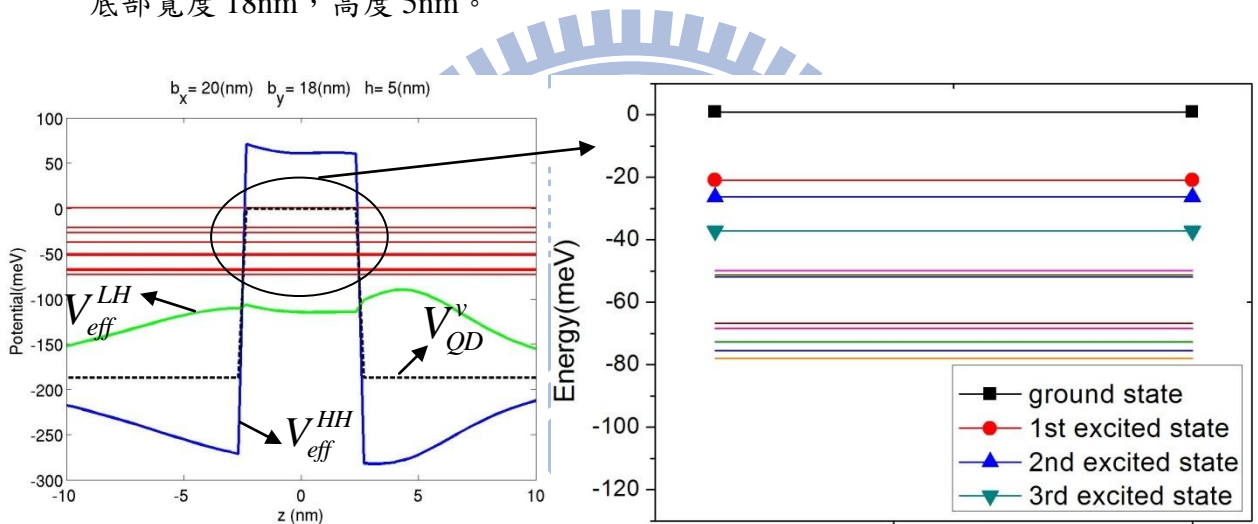 底部寬度 18nm，高度 5nm。
b_x= 20(nm) b_y= 18(nm) h= 5(nm)
Potential(meV)
100
50
0
-50
-100
-150
-200
-250
-300
-10
-5
0
5
10
z (nm)
V_eff^LH
V_QD^v
V_eff^HH
Energy(meV)
0
-20
-40
-60
-80
-100
-120
ground state
1st excited state
2nd excited state
3rd excited state